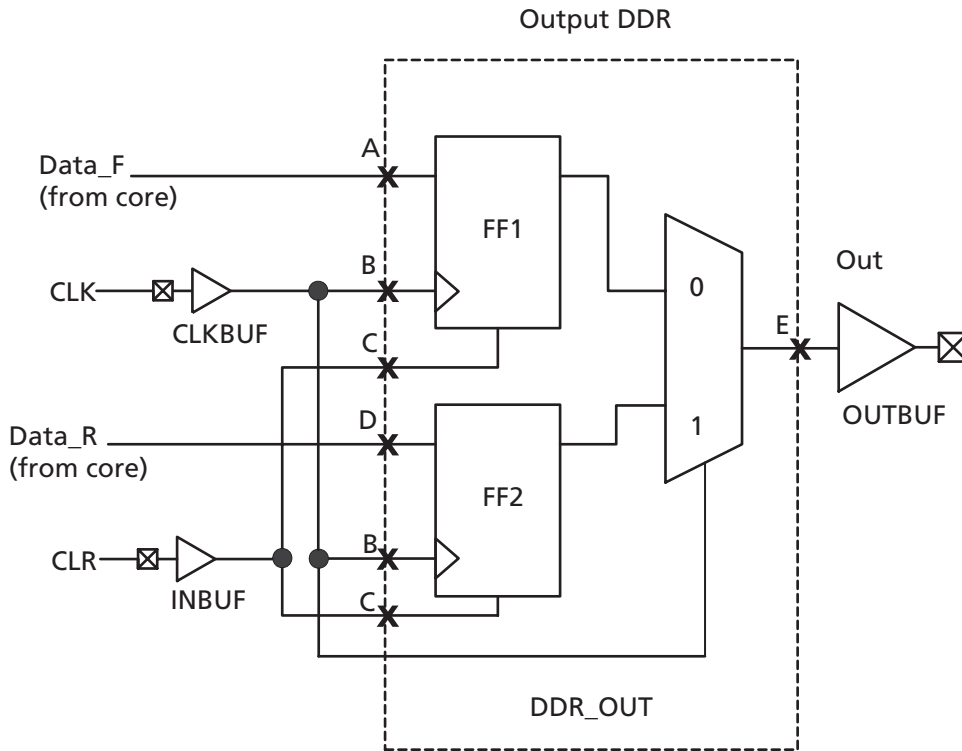 Output DDR
A
Data_F
(from core)
FF1
B
CLK
CLKBUF
0
Out
C
E
D
1
OUTBUF
Data_R
(from core)
FF2
B
CLR
INBUF
C
DDR_OUT